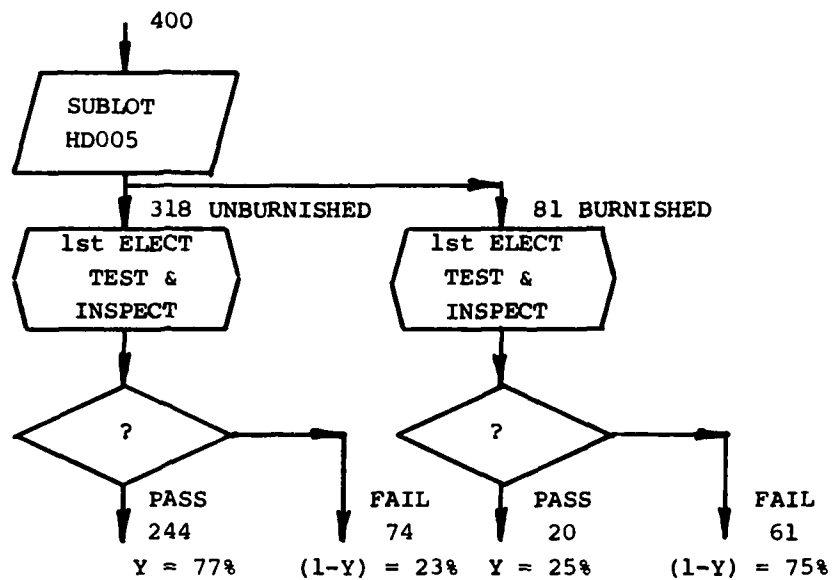 400
SUBLOT
HD005
318 UNBURNISHED
81 BURNISHED
1st ELECT
TEST &
INSPECT
1st ELECT
TEST &
INSPECT
?
?
PASS
244
Y = 77%
FAIL
74
(1-Y) = 23%
PASS
20
Y = 25%
FAIL
61
(1-Y) = 75%